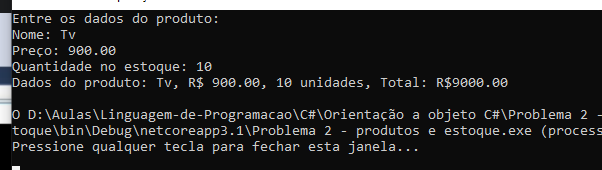 Entre os dados do produto:
Nome: Tv
Preço: 900.00
Quantidade no estoque: 10
Dados do produto: Tv, R$ 900.00, 10 unidades, Total: R$9000.00
O D:\Aulas\Linguagem-de-Programacao\C#\Orientação a objeto C#\Problema 2 -
toque\bin\Debug\netcoreapp3.1\Problema 2 - produtos e estoque.exe (process
Pressione qualquer tecla para fechar esta janela...